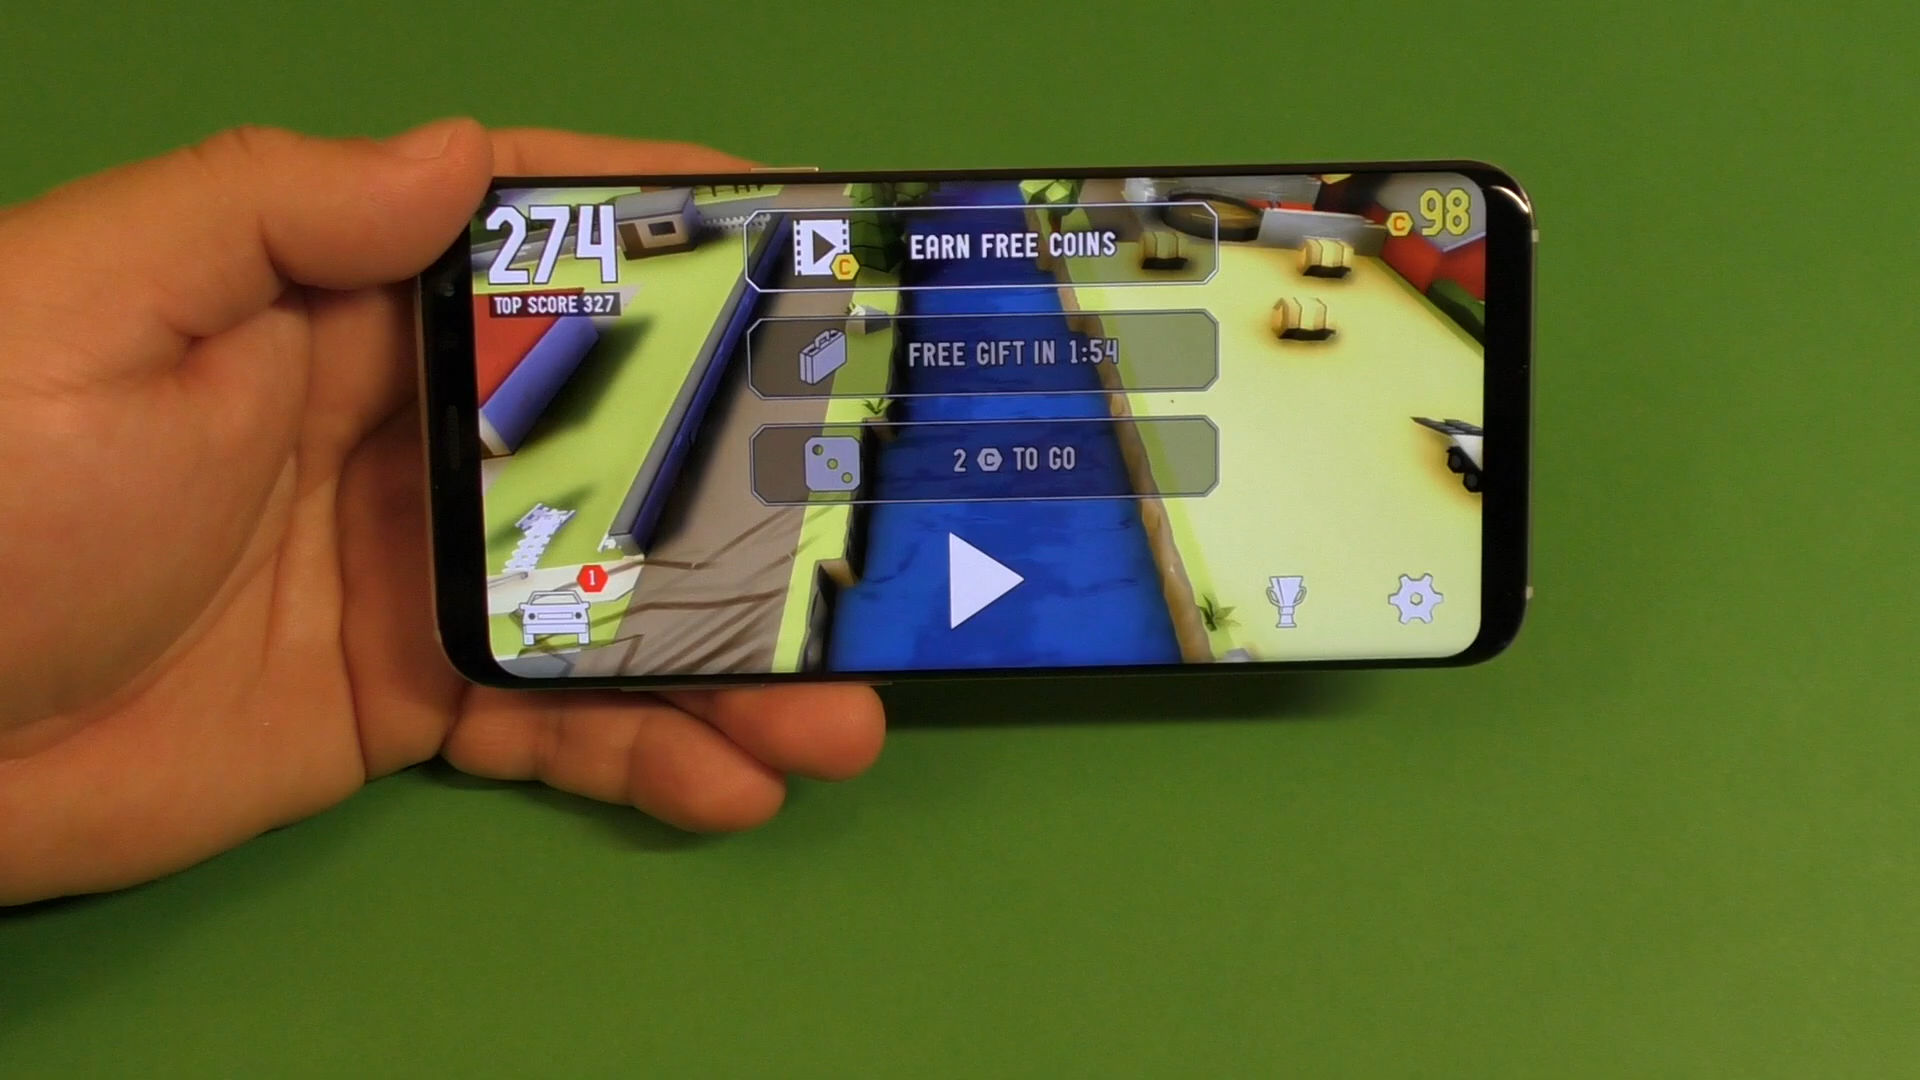 274
TOP SCORE 327
EARN FREE COINS
C
C 98
FREE GIFT IN 1:54
2 C TO GO
1